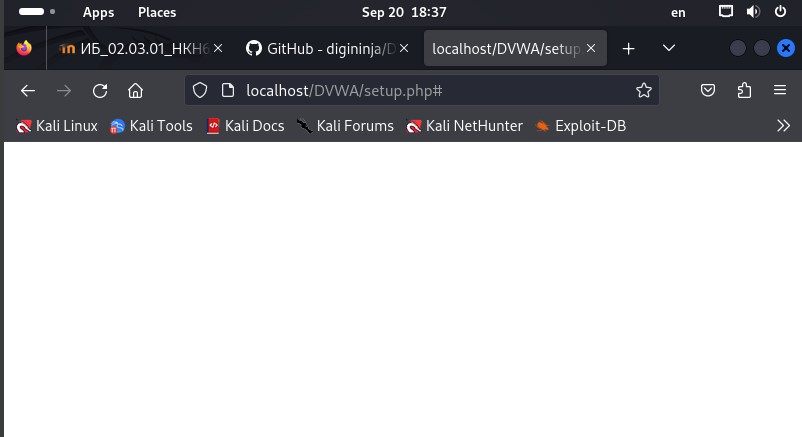 Apps Places Sep 20 18:37 en
ИБ_02.03.01_НКНб GitHub - digininja/D localhost/DVWA/setup
localhost/DVWA/setup.php#
Kali Linux Kali Tools Kali Docs Kali Forums Kali NetHunter Exploit-DB